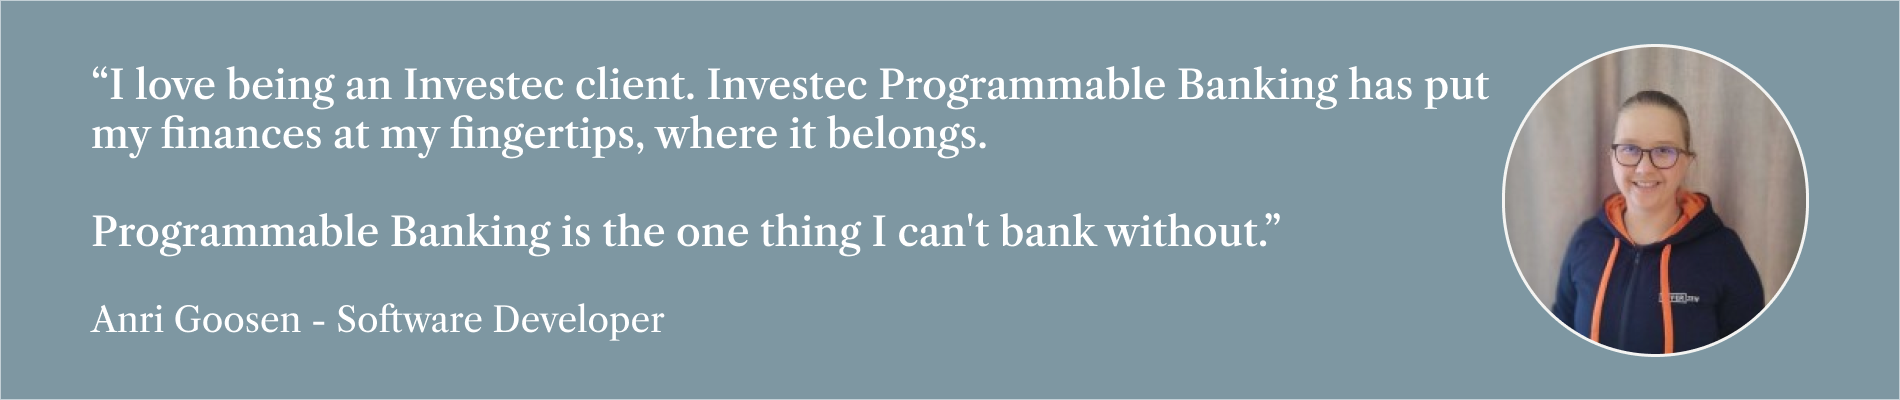 “I love being an Investec client. Investec Programmable Banking has put
my finances at my fingertips, where it belongs.
Programmable Banking is the one thing I can't bank without.”
Anri Goosen - Software Developer